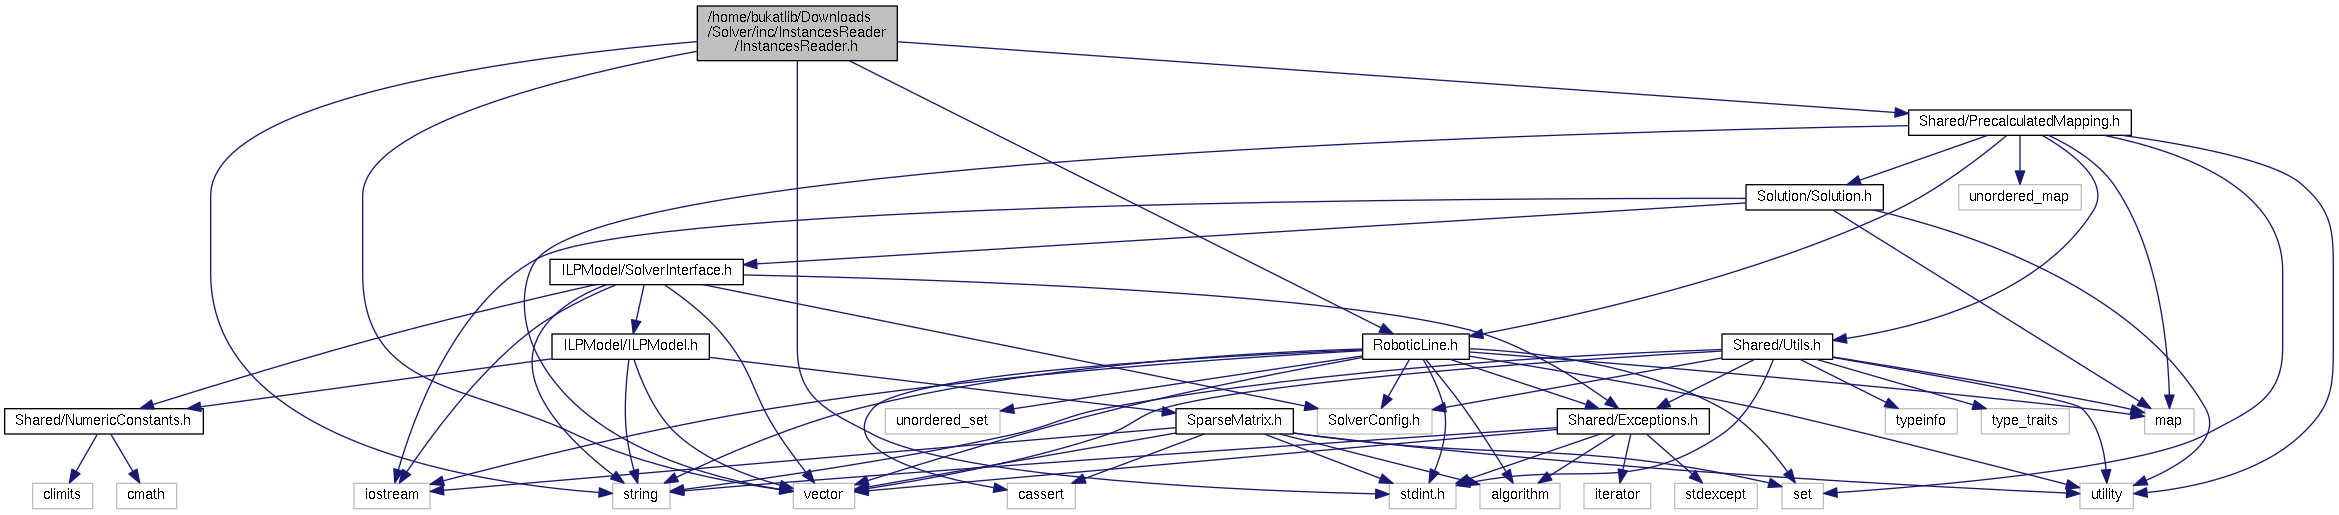 /home/bukatlib/Downloads
/Solver/inc/InstancesReader
/InstancesReader.h
Shared/PrecalculatedMapping.h
Solution/Solution.h
unordered_map
ILPModel/SolverInterface.h
ILPModel/ILPModel.h
RoboticLine.h
Shared/Utils.h
Shared/NumericConstants.h
unordered_set
SparseMatrix.h
SolverConfig.h
Shared/Exceptions.h
typeinfo
type_traits
map
climits
cmath
iostream
string
vector
cassert
stdint.h
algorithm
iterator
stdexcept
set
utility